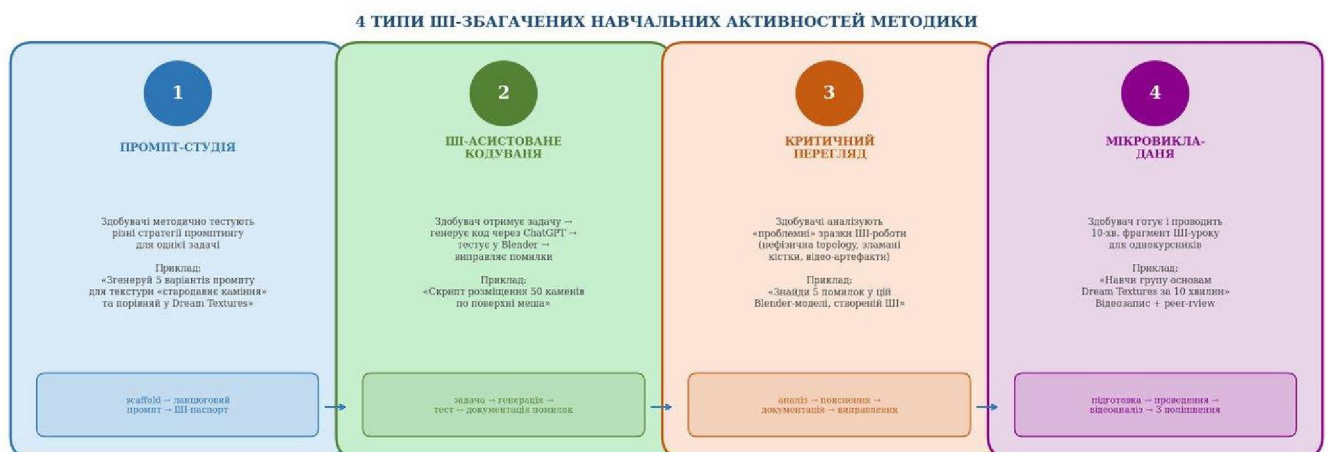 4 ТИПИ ШІ-ЗБАГАЧЕНИХ НАВЧАЛЬНИХ АКТИВНОСТЕЙ МЕТОДИКИ
1
ПРОМПТ-СТУДІЯ
Здобувачі методично тестують
різні стратегії промптингу
для однієї задачі
Приклад:
«Згенеруй 5 варіантів промпту
для текстури «стародавнє каміння»
та порівняй у Dream Textures»
scaffold → ланцюговий
промпт → ШІ-паспорт
2
ШІ-АСИСТОВАНЕ
КОДУВАНЯ
Здобувач отримує задачу →
генерує код через ChatGPT →
тестує у Blender →
виправляє помилки
Приклад:
«Скрипт розміщення 50 каменів
по поверхні меша»
задача → генерація →
тест → документація помилок
3
КРИТИЧНИЙ
ПЕРЕГЛЯД
Здобувачі аналізують
«проблемні» зразки ШІ-роботи
(нефізична topology, зламані
кістки, відео-артефакти)
Приклад:
«Знайди 5 помилок у цій
Blender-моделі, створеній ШІ»
аналіз → пояснення →
документація → виправлення
4
МІКРОВИКЛА-
ДАНЯ
Здобувач готує і проводить
10-хв. фрагмент ШІ-уроку
для однокурсників
Приклад:
«Навчи групу основам
Dream Textures за 10 хвилин»
Відеозапис + peer-rview
підготовка → проведення →
відеоаналіз → 3 поліпшення